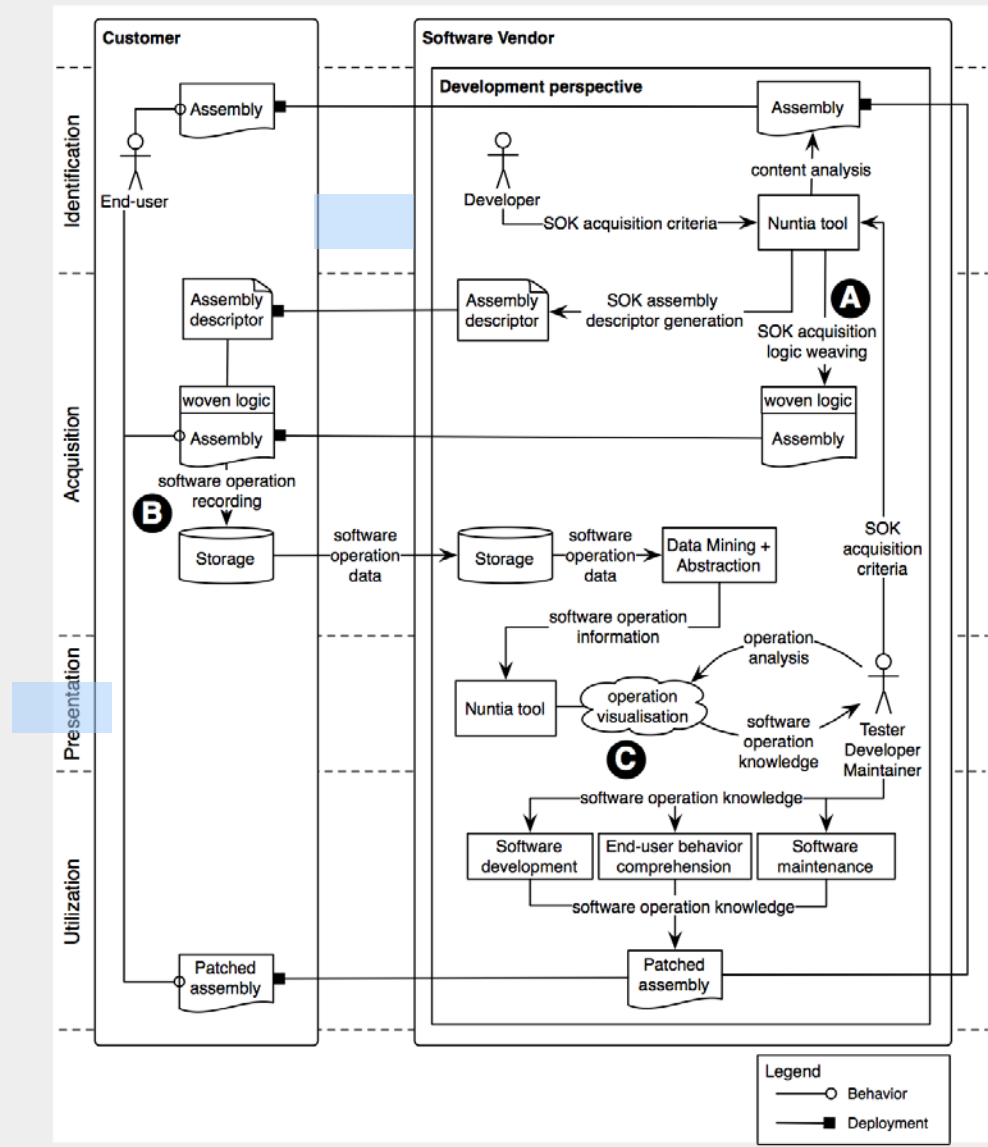 Customer
Software Vendor
Development perspective
Identification
Assembly
Assembly
End-user
Developer
content analysis
SOK acquisition criteria
Nuntia tool
Acquisition
Assembly
descriptor
Assembly
descriptor
SOK assembly
descriptor generation
A
SOK acquisition
logic weaving
woven logic
Assembly
woven logic
Assembly
software operation
recording
B
Storage
software
operation
data
Storage
software
operation
data
Data Mining +
Abstraction
SOK
acquisition
criteria
software operation
information
Presentation
Nuntia tool
operation
visualisation
operation
analysis
software
operation
knowledge
C
Tester
Developer
Maintainer
Utilization
software operation knowledge
Software
development
End-user behavior
comprehension
Software
maintenance
software operation knowledge
Patched
assembly
Patched
assembly
Legend
Behavior
Deployment